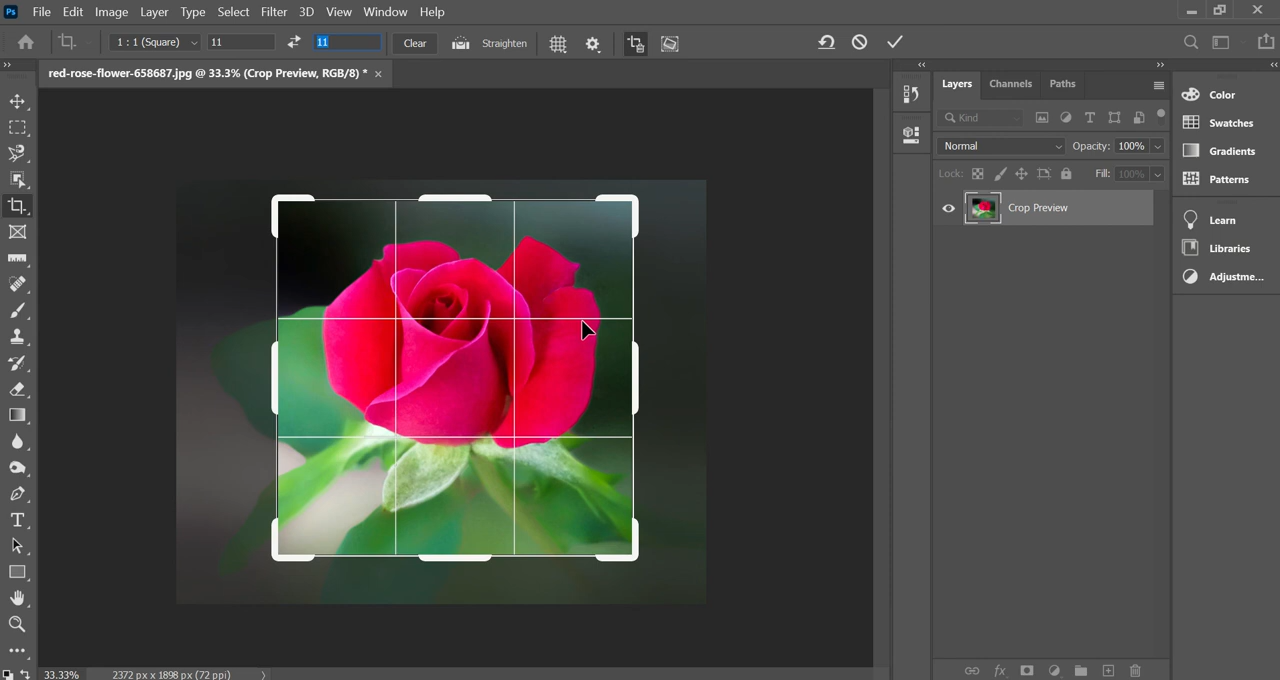 Ps File Edit Image Layer Type Select Filter 3D View Window Help
1 : 1 (Square) 11 11 Clear Straighten
red-rose-flower-658687.jpg @ 33.3% (Crop Preview, RGB/8) *
Layers Channels Paths
Kind
Normal Opacity: 100%
Lock: Fill: 100%
Crop Preview
Color
Swatches
Gradients
Patterns
Learn
Libraries
Adjustme...
33.33% 2372 px x 1898 px (72 ppi)